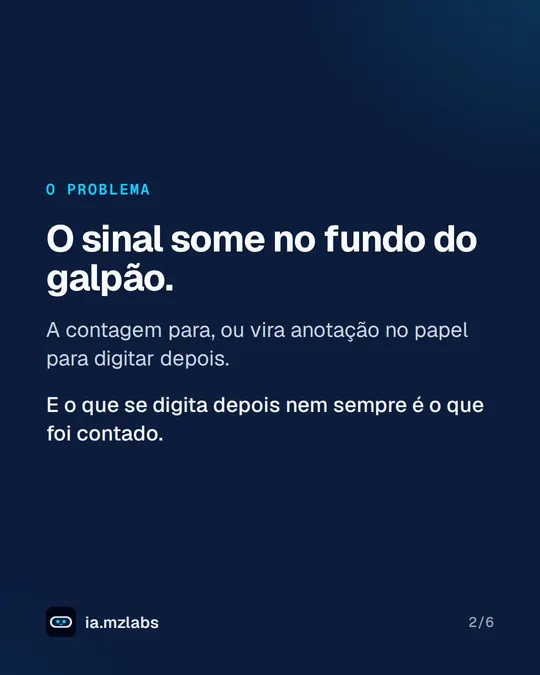 O PROBLEMA
O sinal some no fundo do
galpão.
A contagem para, ou vira anotação no papel
para digitar depois.
E o que se digita depois nem sempre é o que
foi contado.
ia.mzlabs
2/6